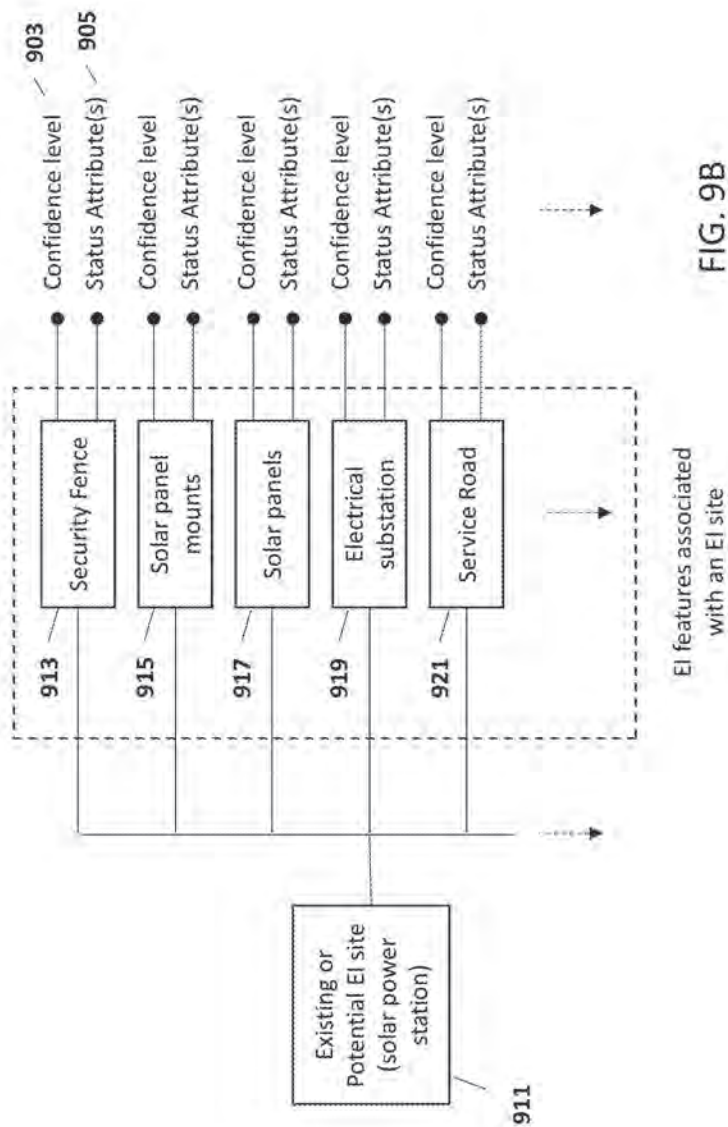 903
Confidence level
905
Status Attribute(s)
913
Security Fence
Confidence level
Status Attribute(s)
915
Solar panel
mounts
Confidence level
Status Attribute(s)
917
Solar panels
Confidence level
Status Attribute(s)
919
Electrical
substation
Confidence level
Status Attribute(s)
921
Service Road
Existing or
Potential EI site
(solar power
station)
911
EI features associated
with an EI site
FIG. 9B